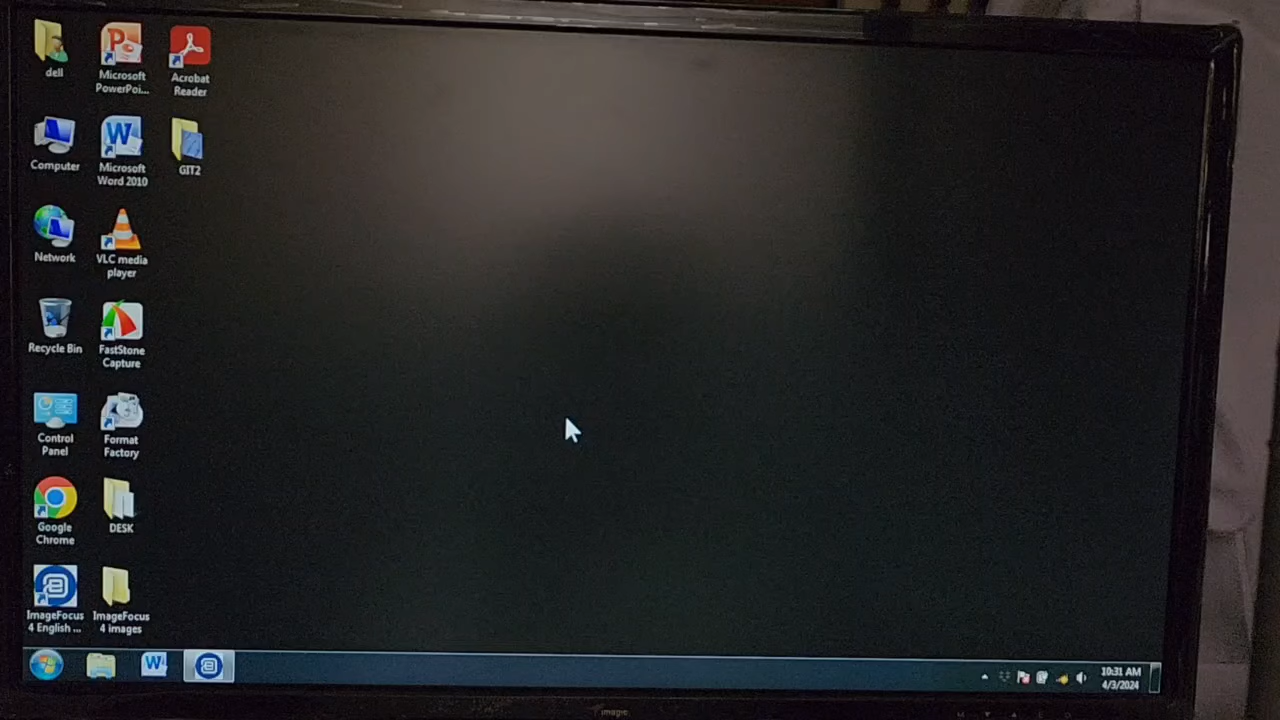 dell
Microsoft
PowerPoi...
Acrobat
Reader
Computer
Microsoft
Word 2010
GIT2
Network
VLC media
player
Recycle Bin
FastStone
Capture
Control
Panel
Format
Factory
Google
Chrome
DESK
ImageFocus
4 English ...
ImageFocus
4 images
10:31 AM
4/3/2024